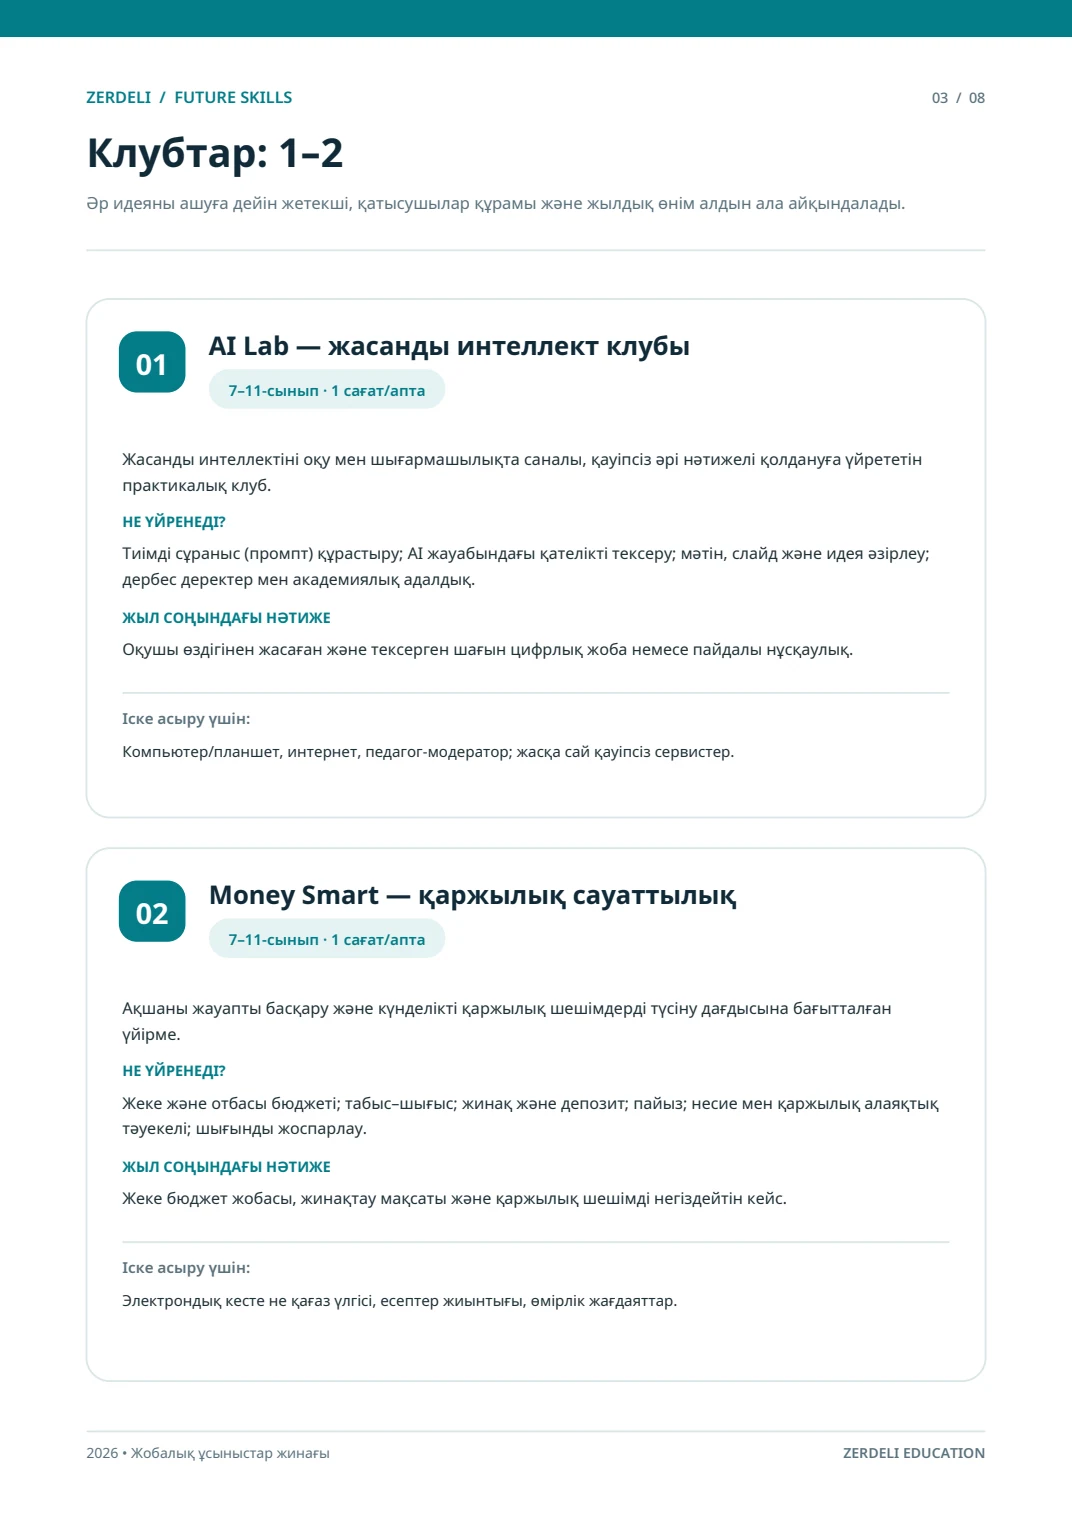 ZERDELI / FUTURE SKILLS
03 / 08
Клубтар: 1–2
Әр идеяны ашуға дейін жетекші, қатысушылар құрамы және жылдық өнім алдын ала айқындалады.
01
AI Lab — жасанды интеллект клубы
7–11-сынып · 1 сағат/апта
Жасанды интеллектіні оқу мен шығармашылықта саналы, қауіпсіз әрі нәтижелі қолдануға үйрететін
практикалық клуб.
НЕ ҮЙРЕНЕДІ?
Тиімді сұраныс (промпт) құрастыру; AI жауабындағы қателікті тексеру; мәтін, слайд және идея әзірлеу;
дербес деректер мен академиялық адалдық.
ЖЫЛ СОҢЫНДАҒЫ НӘТИЖЕ
Оқушы өздігінен жасаған және тексерген шағын цифрлық жоба немесе пайдалы нұсқаулық.
Іске асыру үшін:
Компьютер/планшет, интернет, педагог-модератор; жасқа сай қауіпсіз сервистер.
02
Money Smart — қаржылық сауаттылық
7–11-сынып · 1 сағат/апта
Ақшаны жауапты басқару және күнделікті қаржылық шешімдерді түсіну дағдысына бағытталған
үйірме.
НЕ ҮЙРЕНЕДІ?
Жеке және отбасы бюджеті; табыс–шығыс; жинақ және депозит; пайыз; несие мен қаржылық алаяқтық
тәуекелі; шығынды жоспарлау.
ЖЫЛ СОҢЫНДАҒЫ НӘТИЖЕ
Жеке бюджет жобасы, жинақтау мақсаты және қаржылық шешімді негіздейтін кейс.
Іске асыру үшін:
Электрондық кесте не қағаз үлгісі, есептер жиынтығы, өмірлік жағдаяттар.
2026 • Жобалық ұсыныстар жинағы
ZERDELI EDUCATION